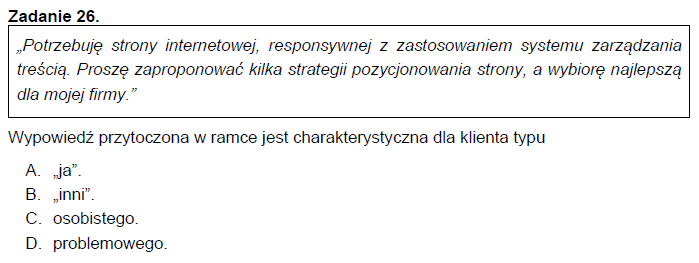 Zadanie 26.
„Potrzebuję strony internetowej, responsywnej z zastosowaniem systemu zarządzania
treścią. Proszę zaproponować kilka strategii pozycjonowania strony, a wybiorę najlepszą
dla mojej firmy.”
Wypowiedź przytoczona w ramce jest charakterystyczna dla klienta typu
A. „ja”.
B. „inni”.
C. osobistego.
D. problemowego.